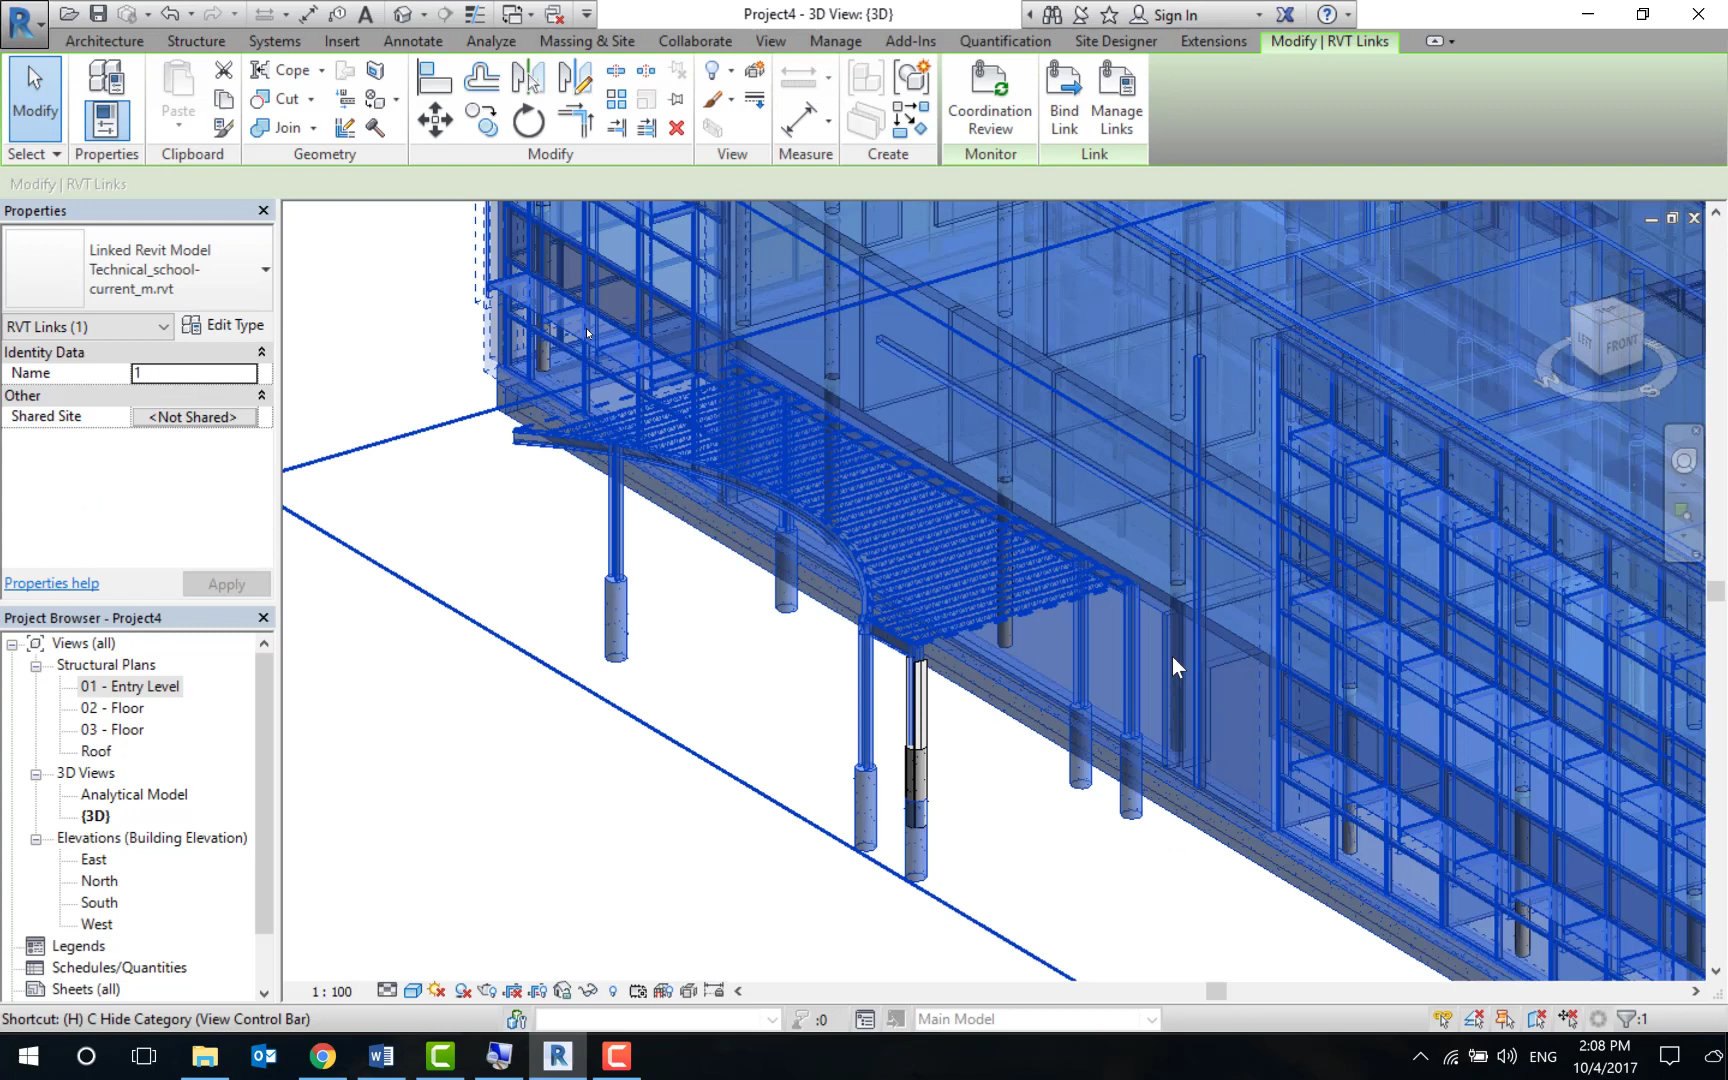 Project4 - 3D View: {3D}
Sign In
Architecture Structure Systems Insert Annotate Analyze Massing & Site Collaborate View Manage Add-Ins Quantification Site Designer Extensions Modify | RVT Links
Modify Paste Cope Cut Join Coordination Review Bind Link Manage Links
Select Properties Clipboard Geometry Modify View Measure Create Monitor Link
Modify | RVT Links
Properties
Linked Revit Model
Technical_school-
current_m.rvt
RVT Links (1) Edit Type
Identity Data
Name 1
Other
Shared Site <Not Shared>
LEFT FRONT
W S
Properties help Apply
Project Browser - Project4
Views (all)
Structural Plans
01 - Entry Level
02 - Floor
03 - Floor
Roof
3D Views
Analytical Model
{3D}
Elevations (Building Elevation)
East
North
South
West
Legends
Schedules/Quantities
Sheets (all)
1 : 100
Shortcut: (H) C Hide Category (View Control Bar) :0 Main Model :1
ENG
2:08 PM
10/4/2017